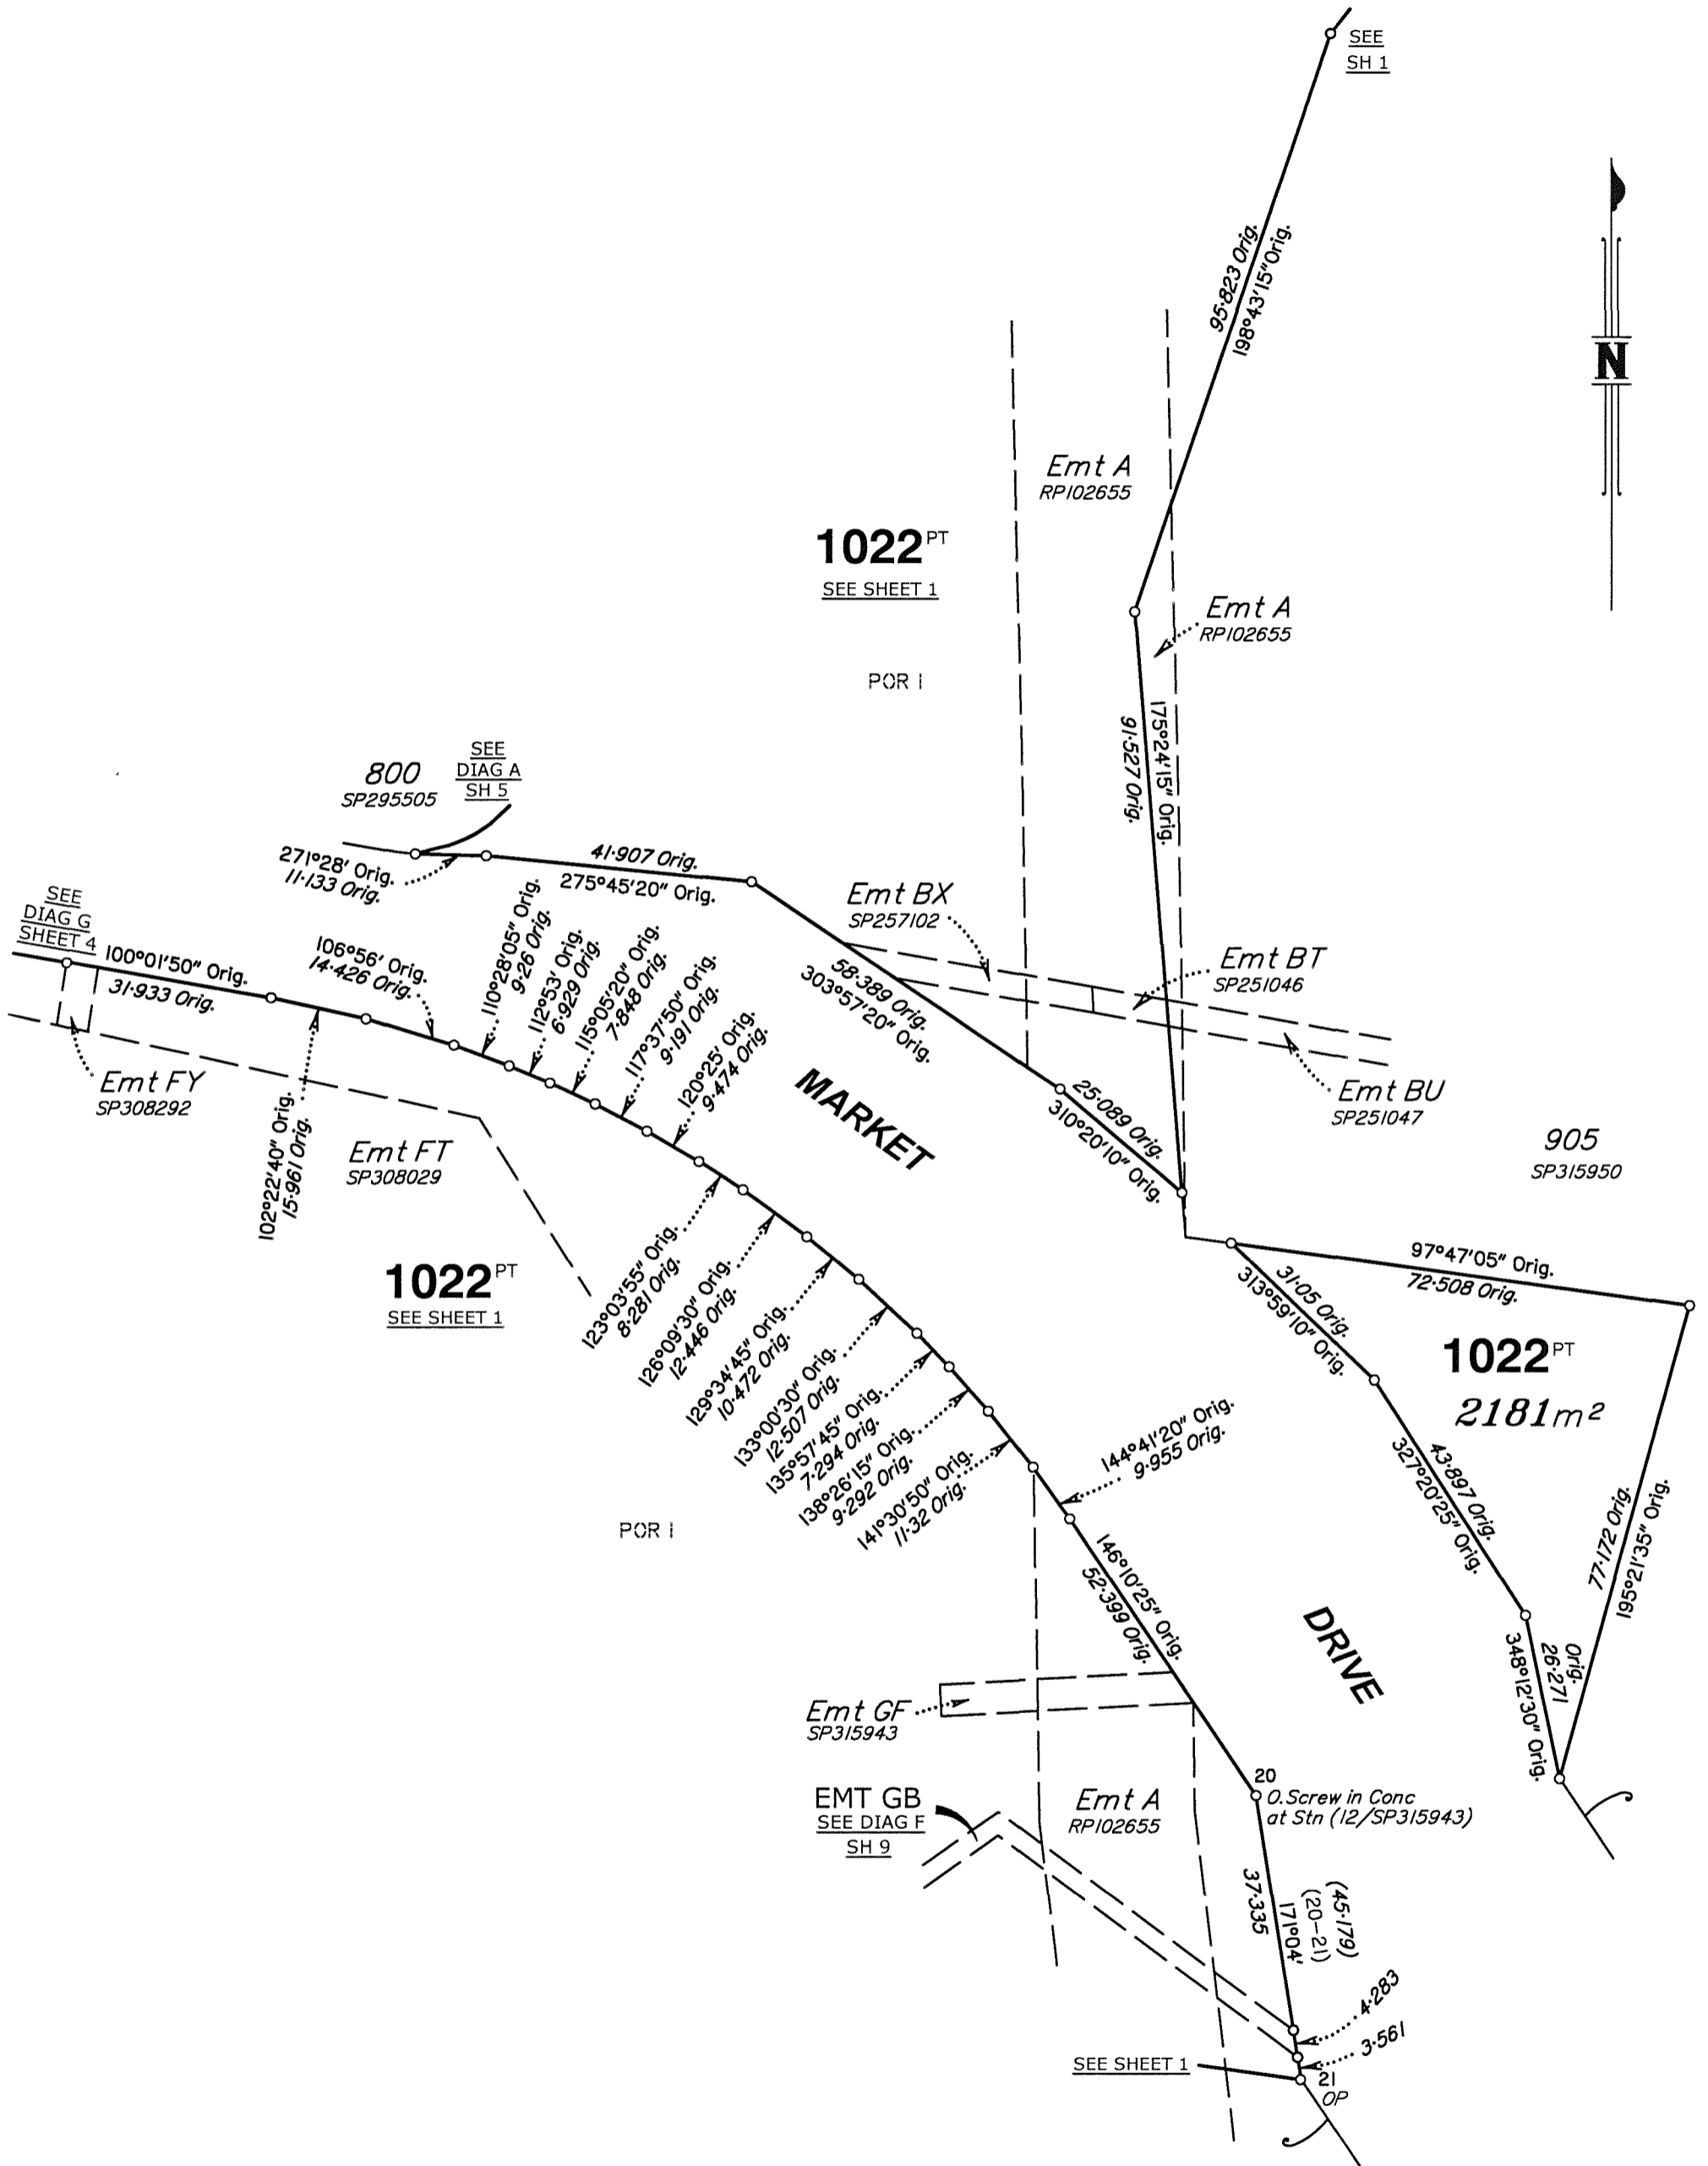 SEE
SH 1
95·823 Orig.
198°43'15" Orig.
N
Emt A
RP102655
1022 PT
SEE SHEET 1
Emt A
RP102655
POR 1
175°24'15" Orig.
91·527 Orig.
800
SP295505
SEE
DIAG A
SH 5
271°28' Orig.
11·133 Orig.
41·907 Orig.
275°45'20" Orig.
Emt BX
SP257102
Emt BT
SP251046
58·389 Orig.
303°57'20" Orig.
Emt BU
SP251047
25·089 Orig.
310°20'10" Orig.
905
SP315950
SEE
DIAG G
SHEET 4
100°01'50" Orig.
31·933 Orig.
106°56' Orig.
14·426 Orig.
110°28'05" Orig.
9·26 Orig.
112°53' Orig.
6·929 Orig.
115°05'20" Orig.
7·848 Orig.
117°37'50" Orig.
9·191 Orig.
120°25' Orig.
9·474 Orig.
MARKET
Emt FY
SP308292
102°22'40" Orig.
15·961 Orig.
Emt FT
SP308029
1022 PT
SEE SHEET 1
123°03'55" Orig.
8·281 Orig.
126°09'30" Orig.
12·446 Orig.
129°34'45" Orig.
10·472 Orig.
133°00'30" Orig.
12·507 Orig.
135°57'45" Orig.
7·294 Orig.
138°26'15" Orig.
9·292 Orig.
141°30'50" Orig.
11·32 Orig.
144°41'20" Orig.
9·955 Orig.
97°47'05" Orig.
72·508 Orig.
31·05 Orig.
313°59'10" Orig.
1022 PT
2181 m²
43·897 Orig.
327°20'25" Orig.
77·172 Orig.
195°21'35" Orig.
Orig.
26·271
348°12'30" Orig.
POR 1
146°10'25" Orig.
52·399 Orig.
DRIVE
Emt GF
SP315943
20
O.Screw in Conc
at Stn (12/SP315943)
EMT GB
SEE DIAG F
SH 9
Emt A
RP102655
(45·179)
(20-21)
171°04'
37·335
4·283
3·561
SEE SHEET 1
21
OP